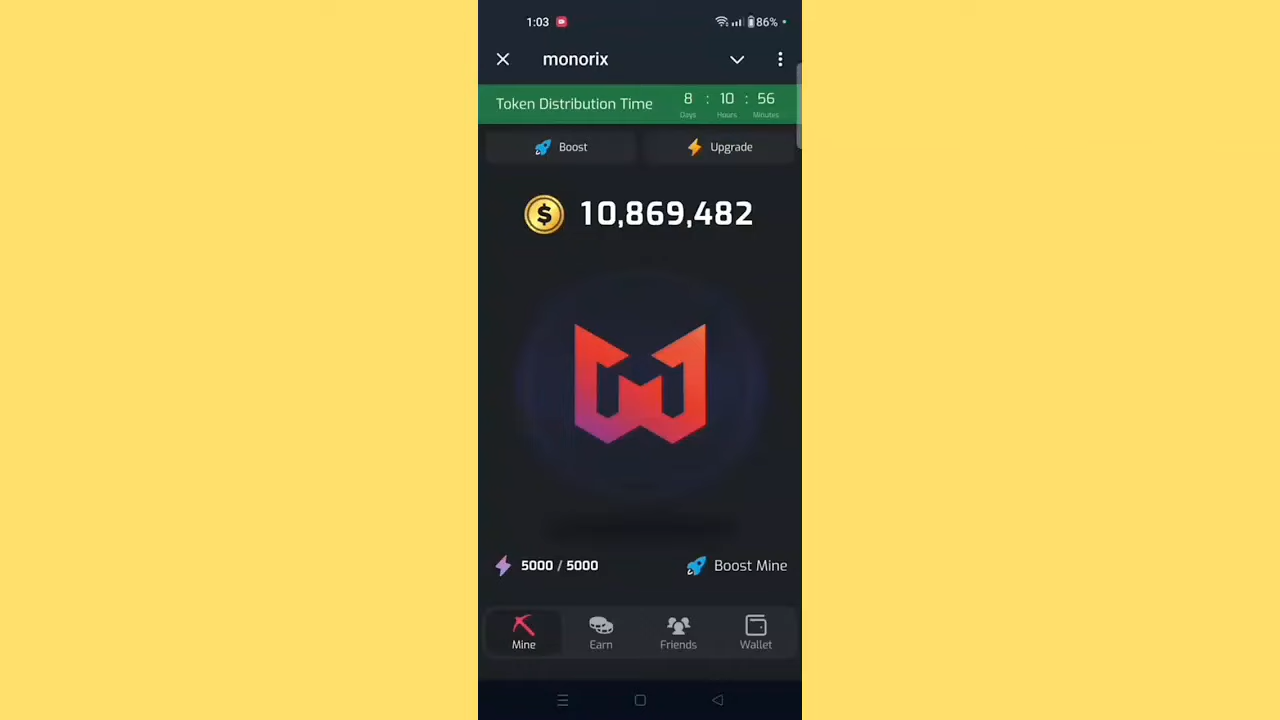 1:03 86%
monorix
Token Distribution Time 8 : 10 : 56
Days Hours Minutes
Boost Upgrade
$ 10,869,482
5000 / 5000 Boost Mine
Mine Earn Friends Wallet